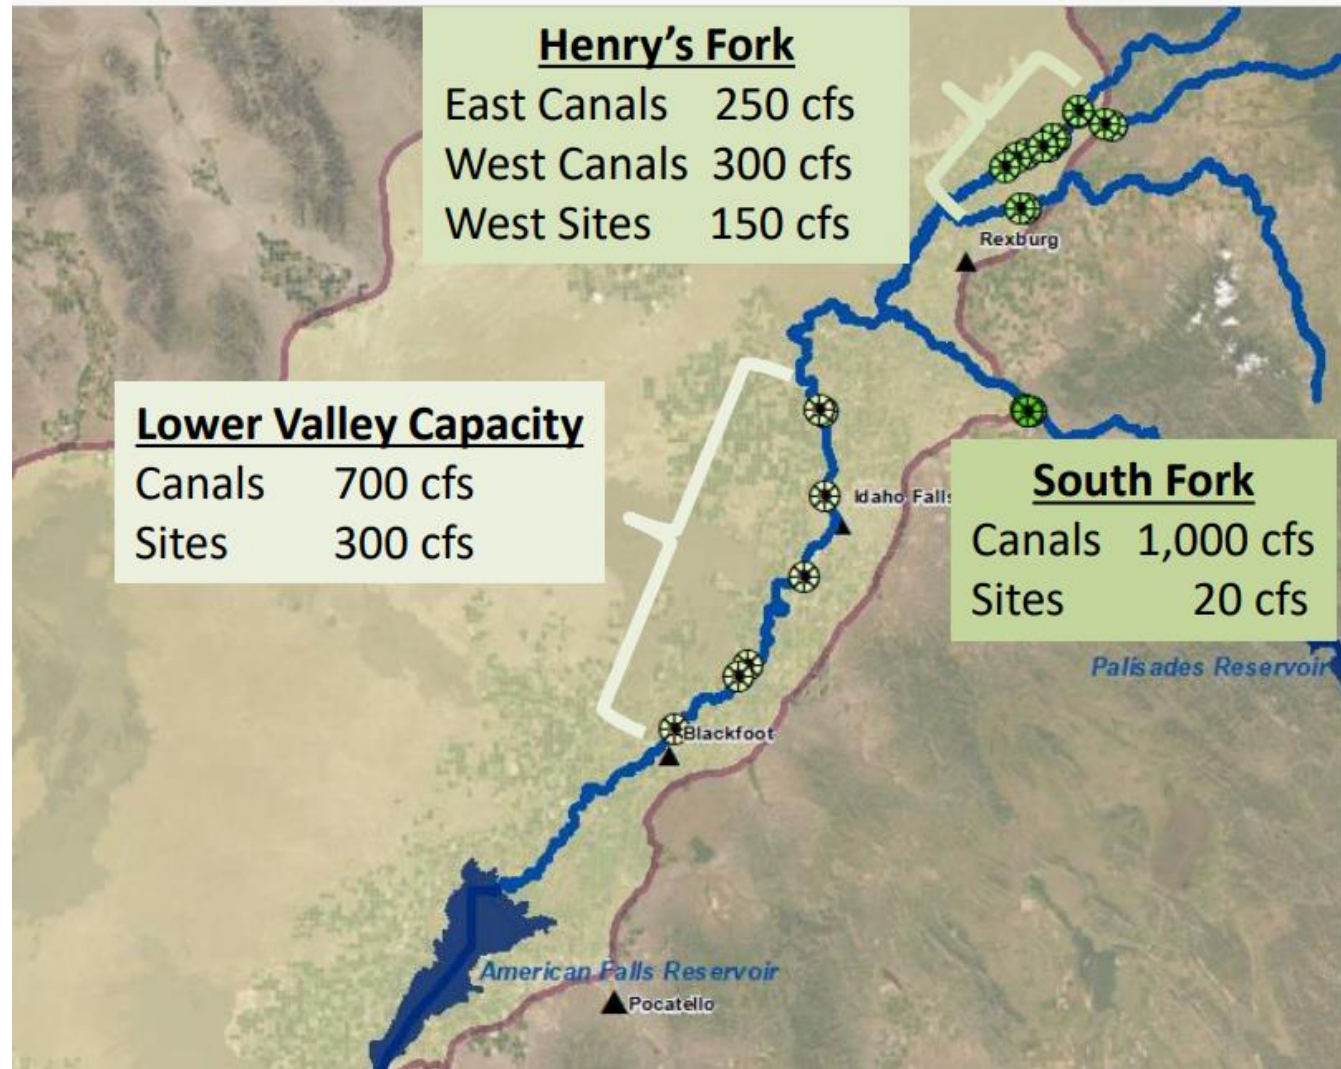 Henry's Fork
East Canals 250 cfs
West Canals 300 cfs
West Sites 150 cfs
Rexburg
Lower Valley Capacity
Canals 700 cfs
Sites 300 cfs
Idaho Falls
South Fork
Canals 1,000 cfs
Sites 20 cfs
Palisades Reservoir
Blackfoot
American Falls Reservoir
Pocatello